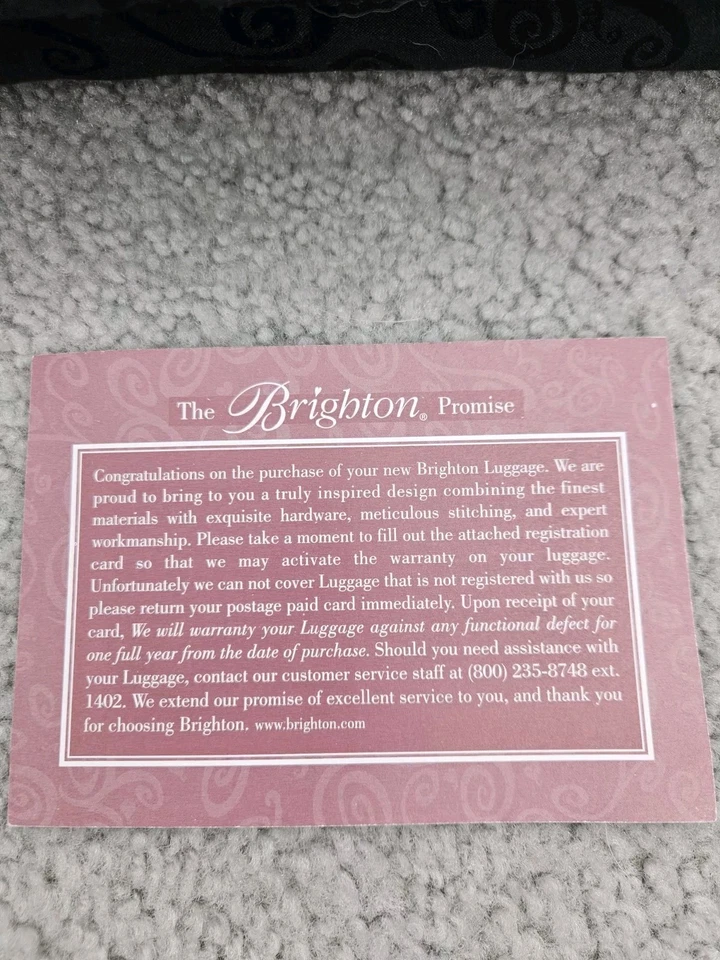 The Brighton® Promise
Congratulations on the purchase of your new Brighton Luggage. We are
proud to bring to you a truly inspired design combining the finest
materials with exquisite hardware, meticulous stitching, and expert
workmanship. Please take a moment to fill out the attached registration
card so that we may activate the warranty on your luggage.
Unfortunately we can not cover Luggage that is not registered with us so
please return your postage paid card immediately. Upon receipt of your
card, We will warranty your Luggage against any functional defect for
one full year from the date of purchase. Should you need assistance with
your Luggage, contact our customer service staff at (800) 235-8748 ext.
1402. We extend our promise of excellent service to you, and thank you
for choosing Brighton. www.brighton.com